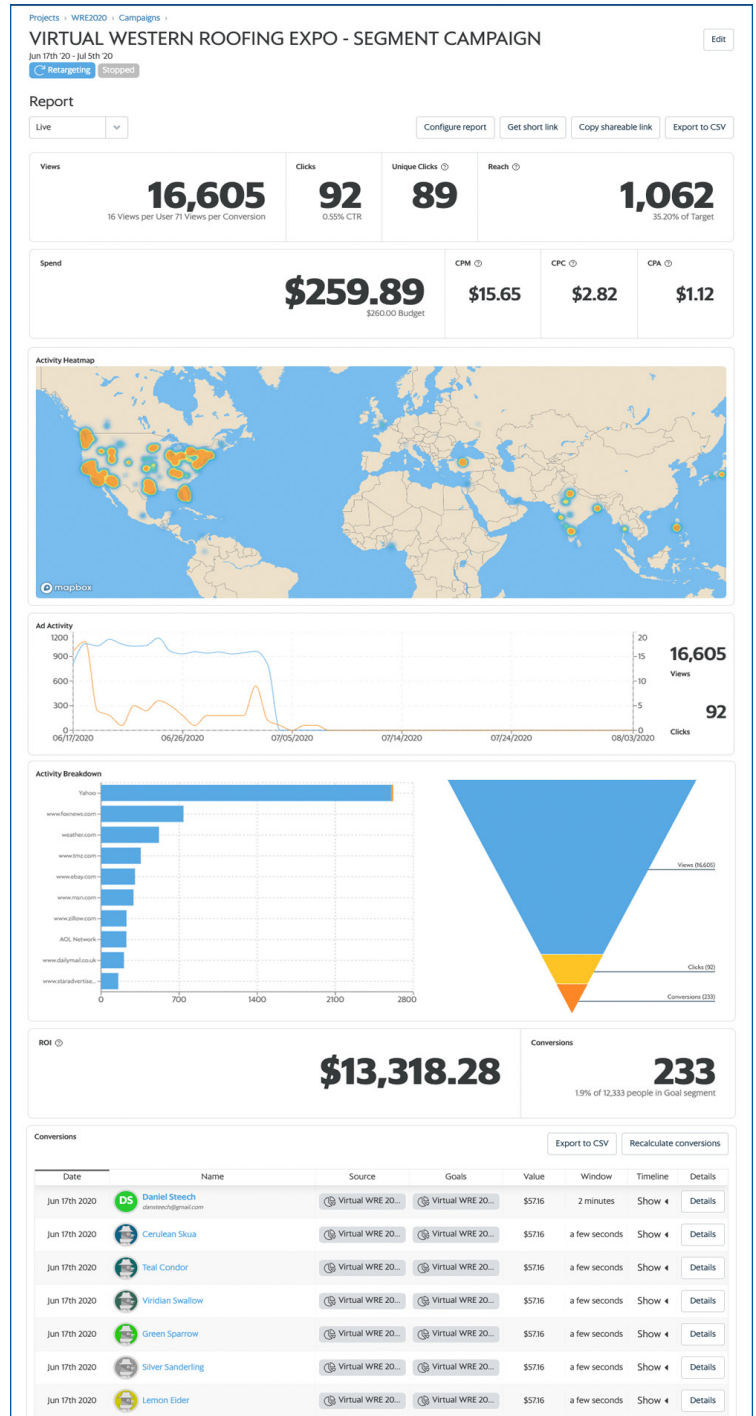 Projects › WRE2020 › Campaigns ›
VIRTUAL WESTERN ROOFING EXPO - SEGMENT CAMPAIGN
Edit
Jun 17th '20 - Jul 5th '20
Retargeting Stopped
Report
Live
Configure report Get short link Copy shareable link Export to CSV
Views
16,605
16 Views per User 71 Views per Conversion
Clicks
92
0.55% CTR
Unique Clicks
89
Reach
1,062
35.20% of Target
Spend
$259.89
$260.00 Budget
CPM
$15.65
CPC
$2.82
CPA
$1.12
Activity Heatmap
mapbox
Ad Activity
1200
900
600
300
0
20
15
10
5
0
06/17/2020 06/26/2020 07/05/2020 07/14/2020 07/24/2020 08/03/2020
16,605
Views
92
Clicks
Activity Breakdown
Yahoo
www.foxnews.com
weather.com
www.tmz.com
www.ebay.com
www.msn.com
www.zillow.com
AOL Network
www.dailymail.co.uk
www.staradvertise...
0 700 1400 2100 2800
Views (16,605)
Clicks (92)
Conversions (233)
ROI
$13,318.28
Conversions
233
1.9% of 12,333 people in Goal segment
Conversions
Export to CSV Recalculate conversions
Date Name Source Goals Value Window Timeline Details
Jun 17th 2020 DS Daniel Steech Virtual WRE 20... Virtual WRE 20... $57.16 2 minutes Show Details
dansteech@gmail.com
Jun 17th 2020 Cerulean Skua Virtual WRE 20... Virtual WRE 20... $57.16 a few seconds Show Details
Jun 17th 2020 Teal Condor Virtual WRE 20... Virtual WRE 20... $57.16 a few seconds Show Details
Jun 17th 2020 Viridian Swallow Virtual WRE 20... Virtual WRE 20... $57.16 a few seconds Show Details
Jun 17th 2020 Green Sparrow Virtual WRE 20... Virtual WRE 20... $57.16 a few seconds Show Details
Jun 17th 2020 Silver Sanderling Virtual WRE 20... Virtual WRE 20... $57.16 a few seconds Show Details
Jun 17th 2020 Lemon Eider Virtual WRE 20... Virtual WRE 20... $57.16 a few seconds Show Details